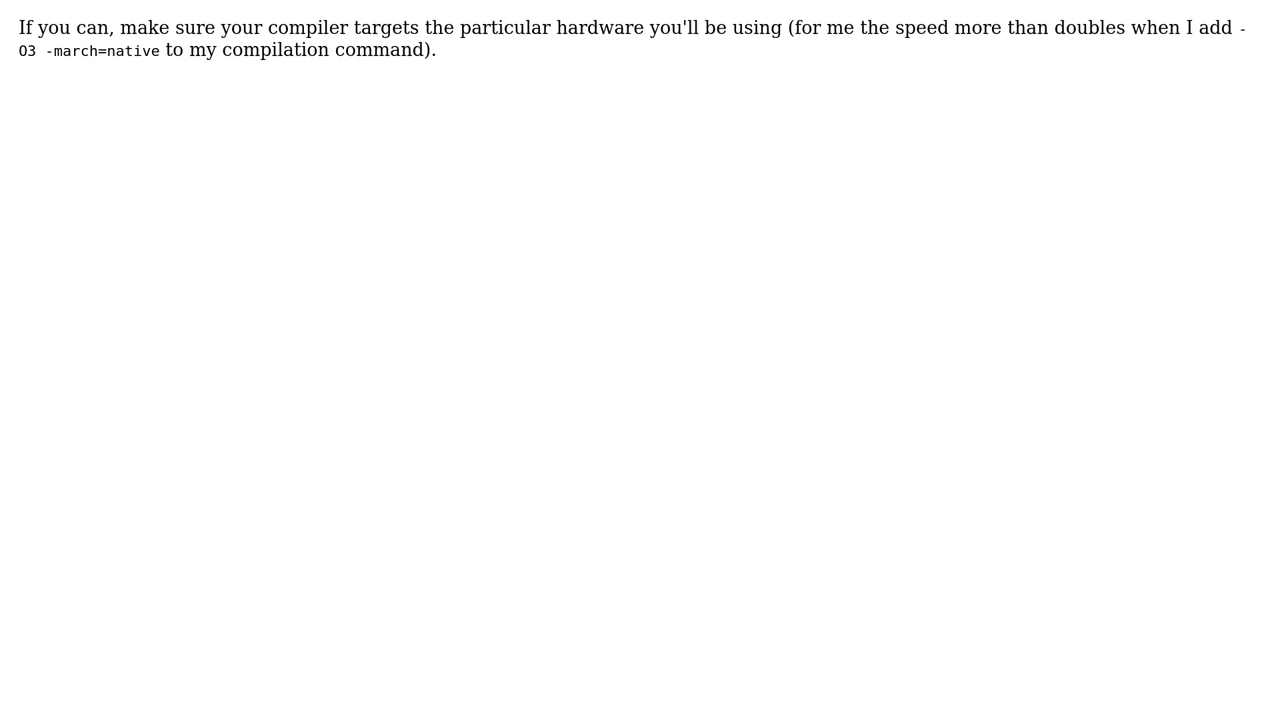 If you can, make sure your compiler targets the particular hardware you'll be using (for me the speed more than doubles when I add -
O3 -march=native to my compilation command).